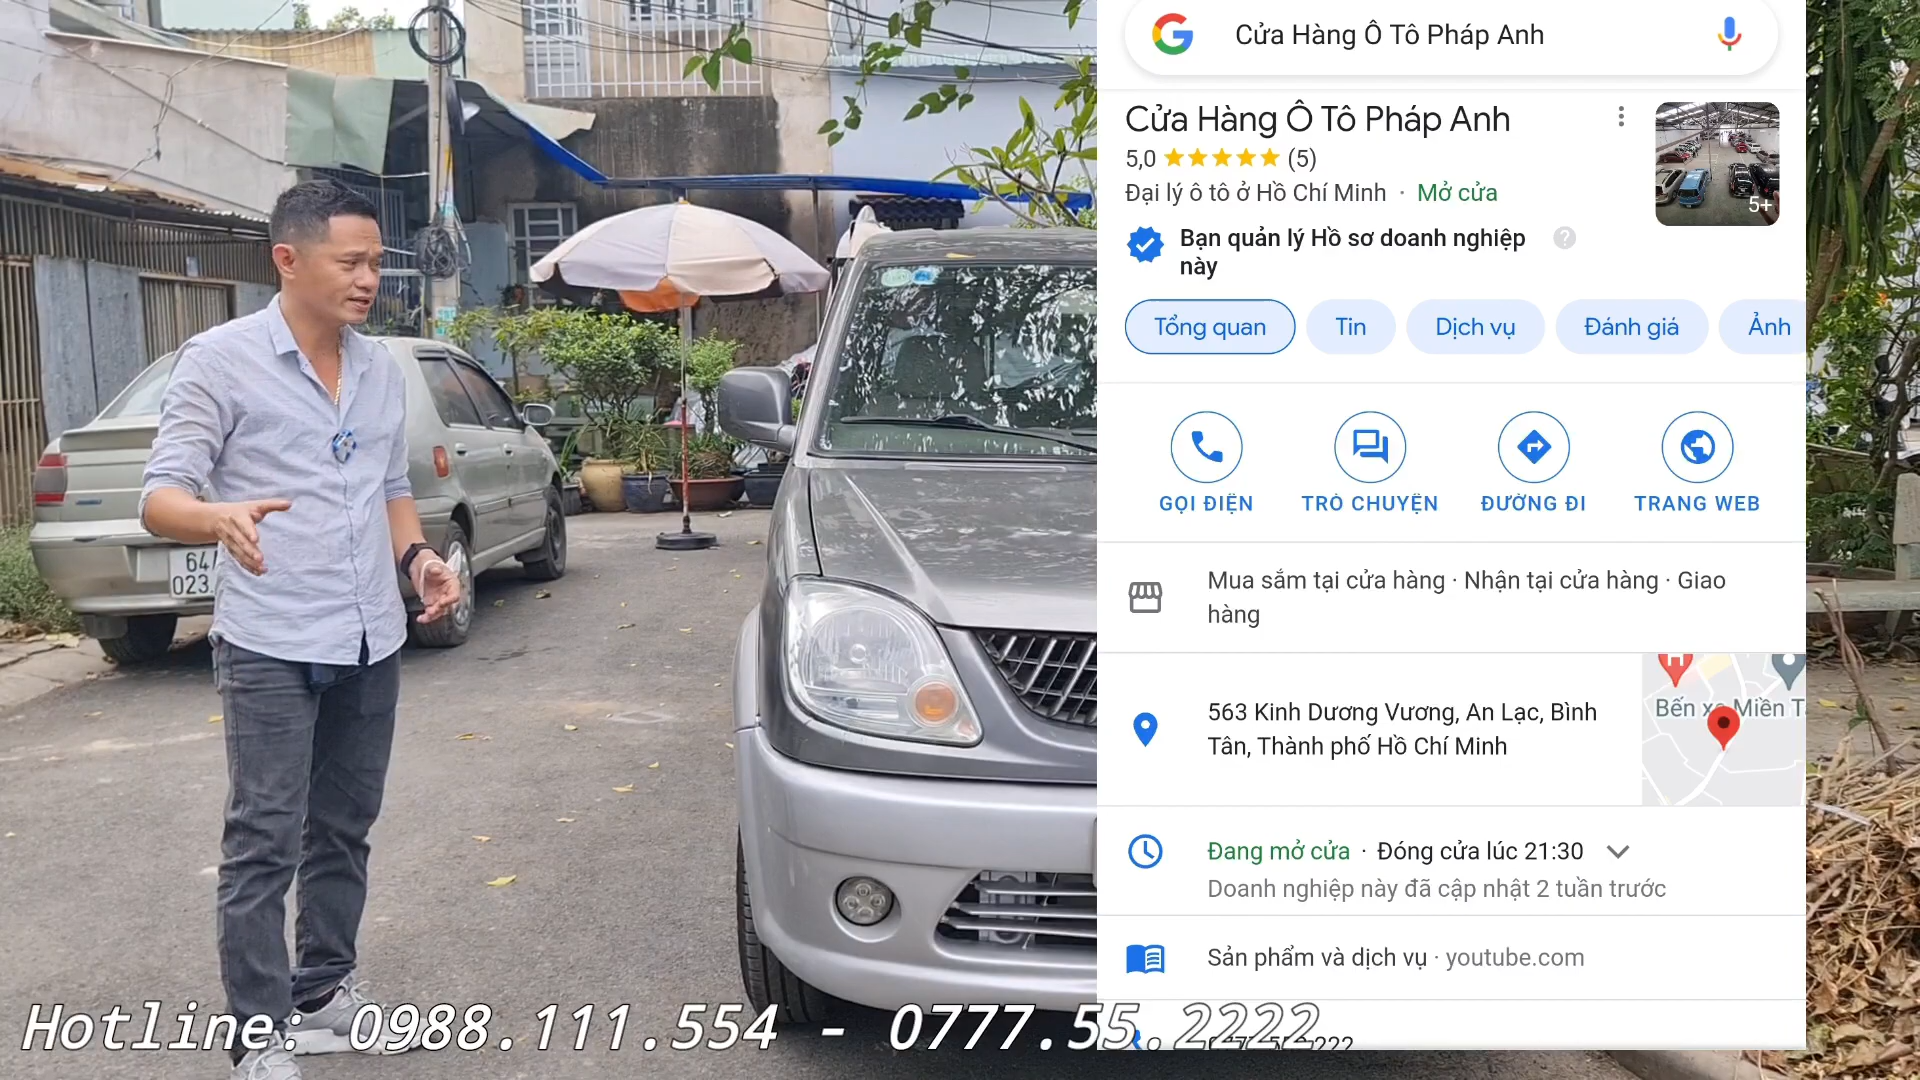 Cửa Hàng Ô Tô Pháp Anh
Cửa Hàng Ô Tô Pháp Anh
5,0 ★★★★★ (5)
Đại lý ô tô ở Hồ Chí Minh · Mở cửa
5+
Bạn quản lý Hồ sơ doanh nghiệp
này
Tổng quan
Tin
Dịch vụ
Đánh giá
Ảnh
GỌI ĐIỆN
TRÒ CHUYỆN
ĐƯỜNG ĐI
TRANG WEB
64
023
Mua sắm tại cửa hàng · Nhận tại cửa hàng · Giao
hàng
563 Kinh Dương Vương, An Lạc, Bình
Tân, Thành phố Hồ Chí Minh
Bến xe Miền T
Đang mở cửa · Đóng cửa lúc 21:30
Doanh nghiệp này đã cập nhật 2 tuần trước
Sản phẩm và dịch vụ · youtube.com
Hotline: 0988.111.554 - 0777.55.2222